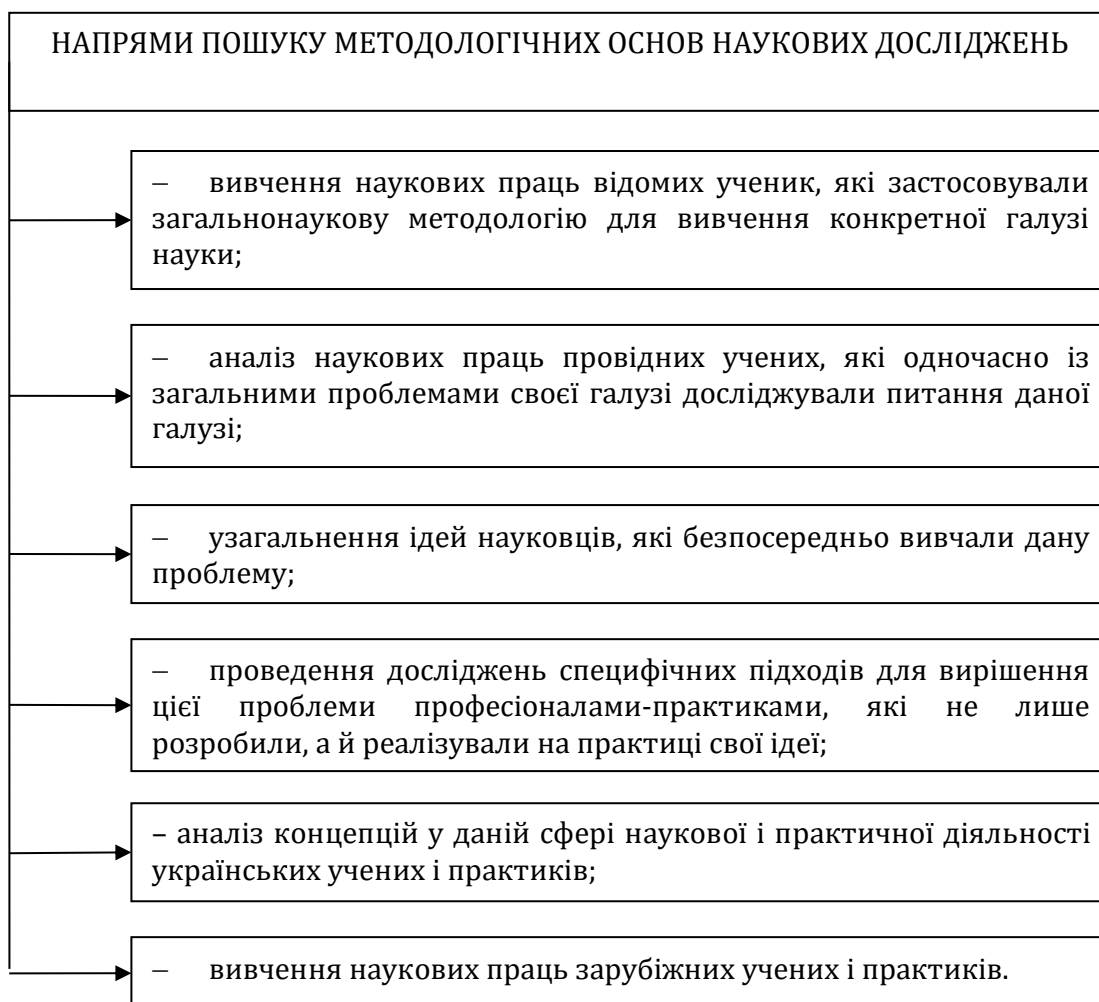 НАПРЯМИ ПОШУКУ МЕТОДОЛОГІЧНИХ ОСНОВ НАУКОВИХ ДОСЛІДЖЕНЬ
– вивчення наукових праць відомих ученик, які застосовували
загальнонаукову методологію для вивчення конкретної галузі
науки;
– аналіз наукових праць провідних учених, які одночасно із
загальними проблемами своєї галузі досліджували питання даної
галузі;
– узагальнення ідей науковців, які безпосередньо вивчали дану
проблему;
– проведення досліджень специфічних підходів для вирішення
цієї проблеми професіоналами-практиками, які не лише
розробили, а й реалізували на практиці свої ідеї;
– аналіз концепцій у даній сфері наукової і практичної діяльності
українських учених і практиків;
– вивчення наукових праць зарубіжних учених і практиків.